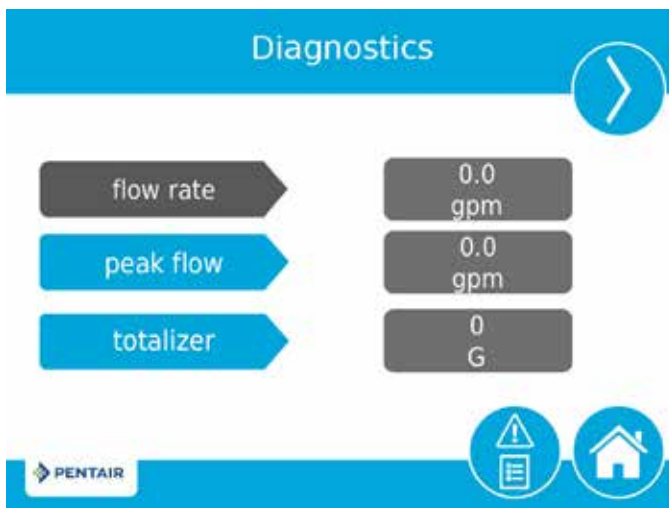 Diagnostics
flow rate
0.0
gpm
peak flow
0.0
gpm
totalizer
0
G
PENTAIR